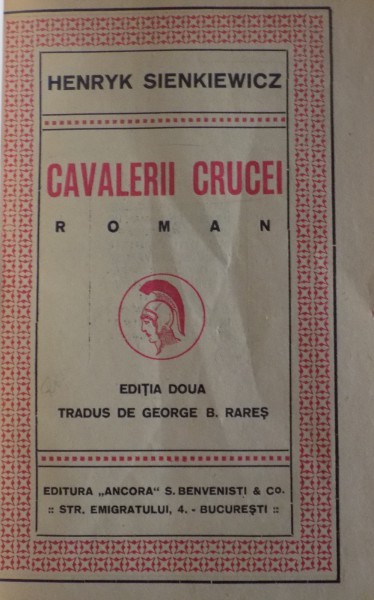 HENRYK SIENKIEWICZ
CAVALERII CRUCEI
ROMAN
EDIȚIA DOUA
TRADUS DE GEORGE B. RAREȘ
EDITURA „ANCORA“ S. BENVENISTI & Co.
:: STR. EMIGRATULUI, 4. - BUCUREȘTI ::